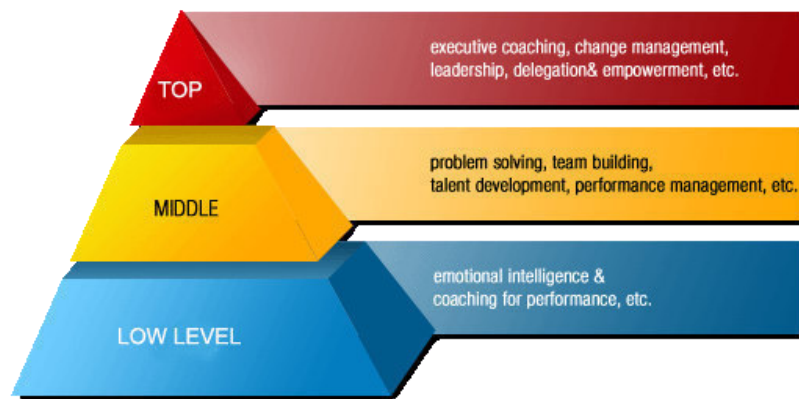 TOP
executive coaching, change management,
leadership, delegation& empowerment, etc.
MIDDLE
problem solving, team building,
talent development, performance management, etc.
LOW LEVEL
emotional intelligence &
coaching for performance, etc.